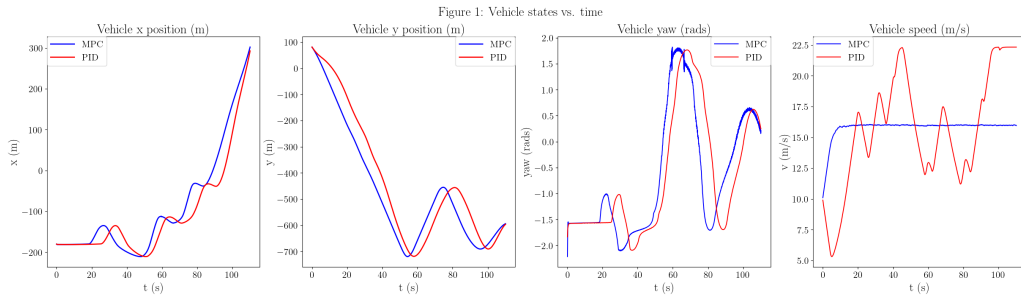 Figure 1: Vehicle states vs. time
Vehicle x position (m)
MPC
PID
300
200
100
0
−100
−200
x (m)
0
20
40
60
80
100
t (s)
Vehicle y position (m)
MPC
PID
100
0
−100
−200
−300
−400
−500
−600
−700
y (m)
0
20
40
60
80
100
t (s)
Vehicle yaw (rads)
MPC
PID
2.0
1.5
1.0
0.5
0.0
−0.5
−1.0
−1.5
−2.0
yaw (rads)
0
20
40
60
80
100
t (s)
Vehicle speed (m/s)
MPC
PID
22.5
20.0
17.5
15.0
12.5
10.0
7.5
5.0
v (m/s)
0
20
40
60
80
100
t (s)